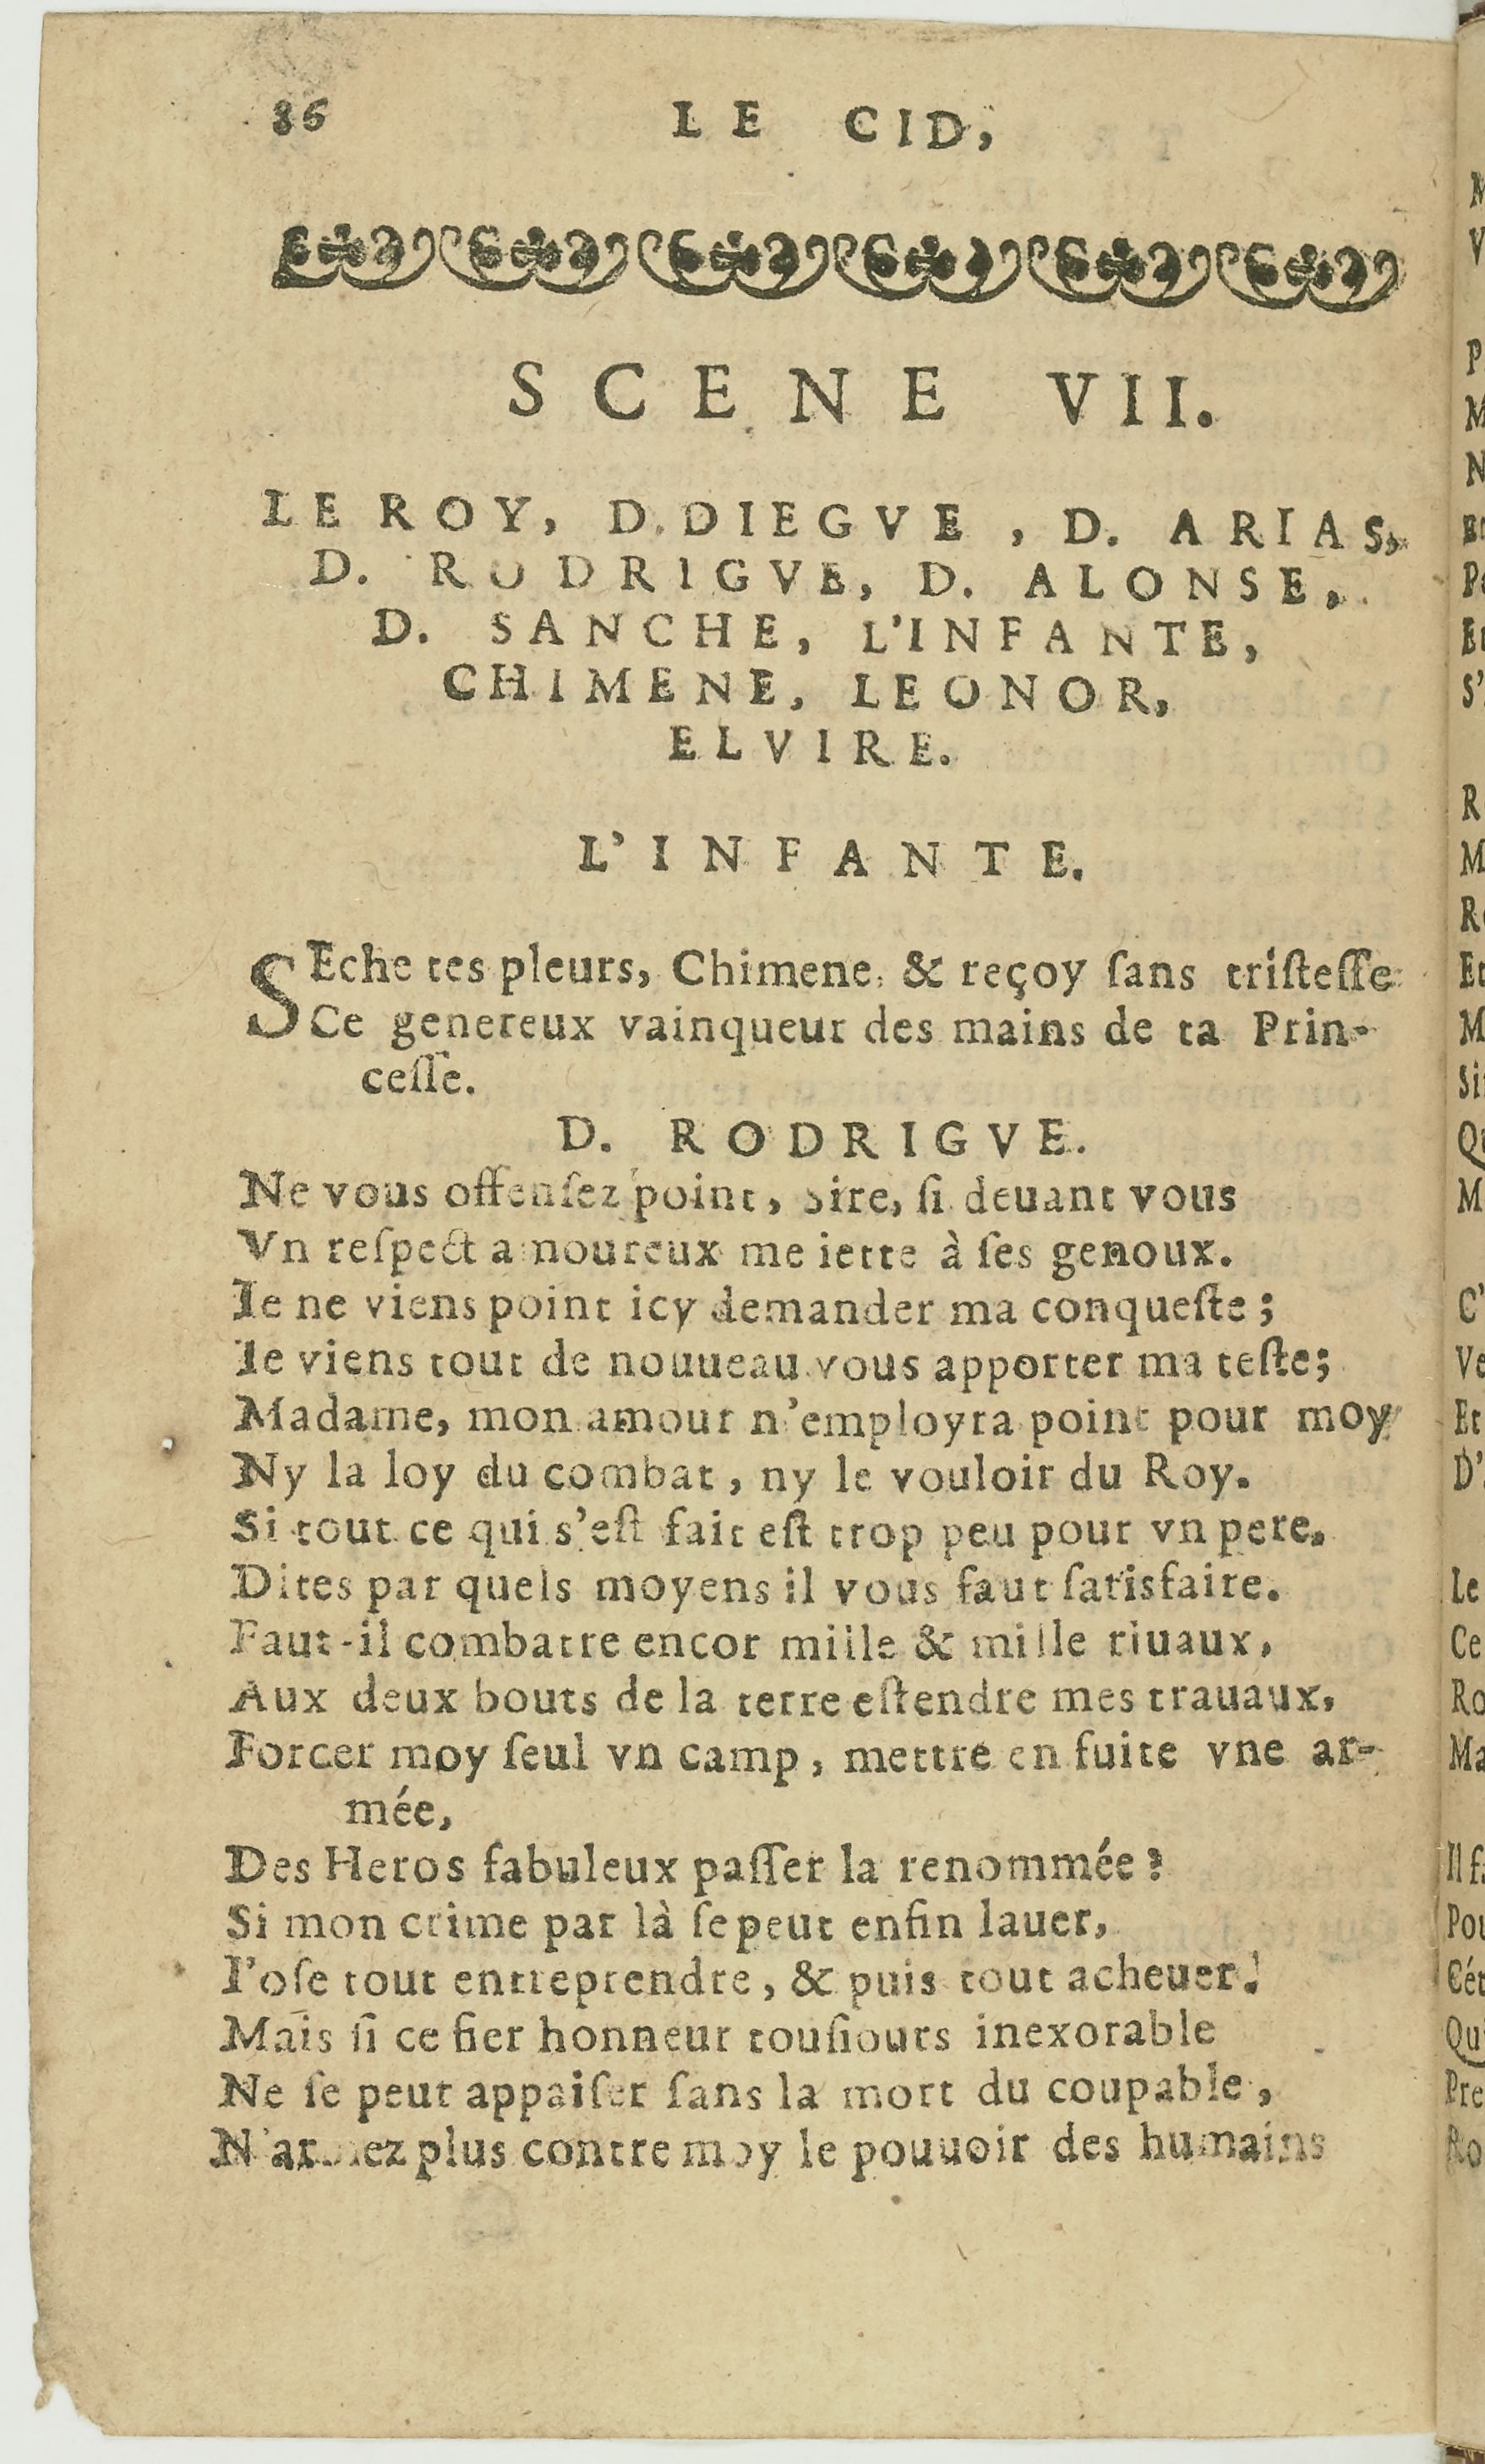 86 LE CID,
SCENE VII.
LE ROY, D. DIEGVE, D. ARIAS,
D. RODRIGVE, D. ALONSE,
D. SANCHE, L'INFANTE,
CHIMENE, LEONOR,
ELVIRE.
L'INFANTE.
SEche tes pleurs, Chimene, & reçoy ſans triſteſſe
Ce genereux vainqueur des mains de ta Prin-
ceſſe.
D. RODRIGVE.
Ne vous offenſez point, Sire, ſi deuant vous
Vn reſpect amoureux me iette à ſes genoux.
Ie ne viens point icy demander ma conqueſte;
Ie viens tout de nouueau vous apporter ma teſte;
Madame, mon amour n'employra point pour moy
Ny la loy du combat, ny le vouloir du Roy.
Si tout ce qui s'eſt fait eſt trop peu pour vn pere,
Dites par quels moyens il vous faut ſatisfaire.
Faut-il combatre encor mille & mille riuaux,
Aux deux bouts de la terre eſtendre mes trauaux,
Forcer moy ſeul vn camp, mettre en fuite vne ar-
mée,
Des Heros fabuleux paſſer la renommée?
Si mon crime par là ſe peut enfin lauer,
I'oſe tout entreprendre, & puis tout acheuer!
Mais ſi ce fier honneur touſiours inexorable
Ne ſe peut appaiſer ſans la mort du coupable,
N'armez plus contre moy le pouuoir des humains